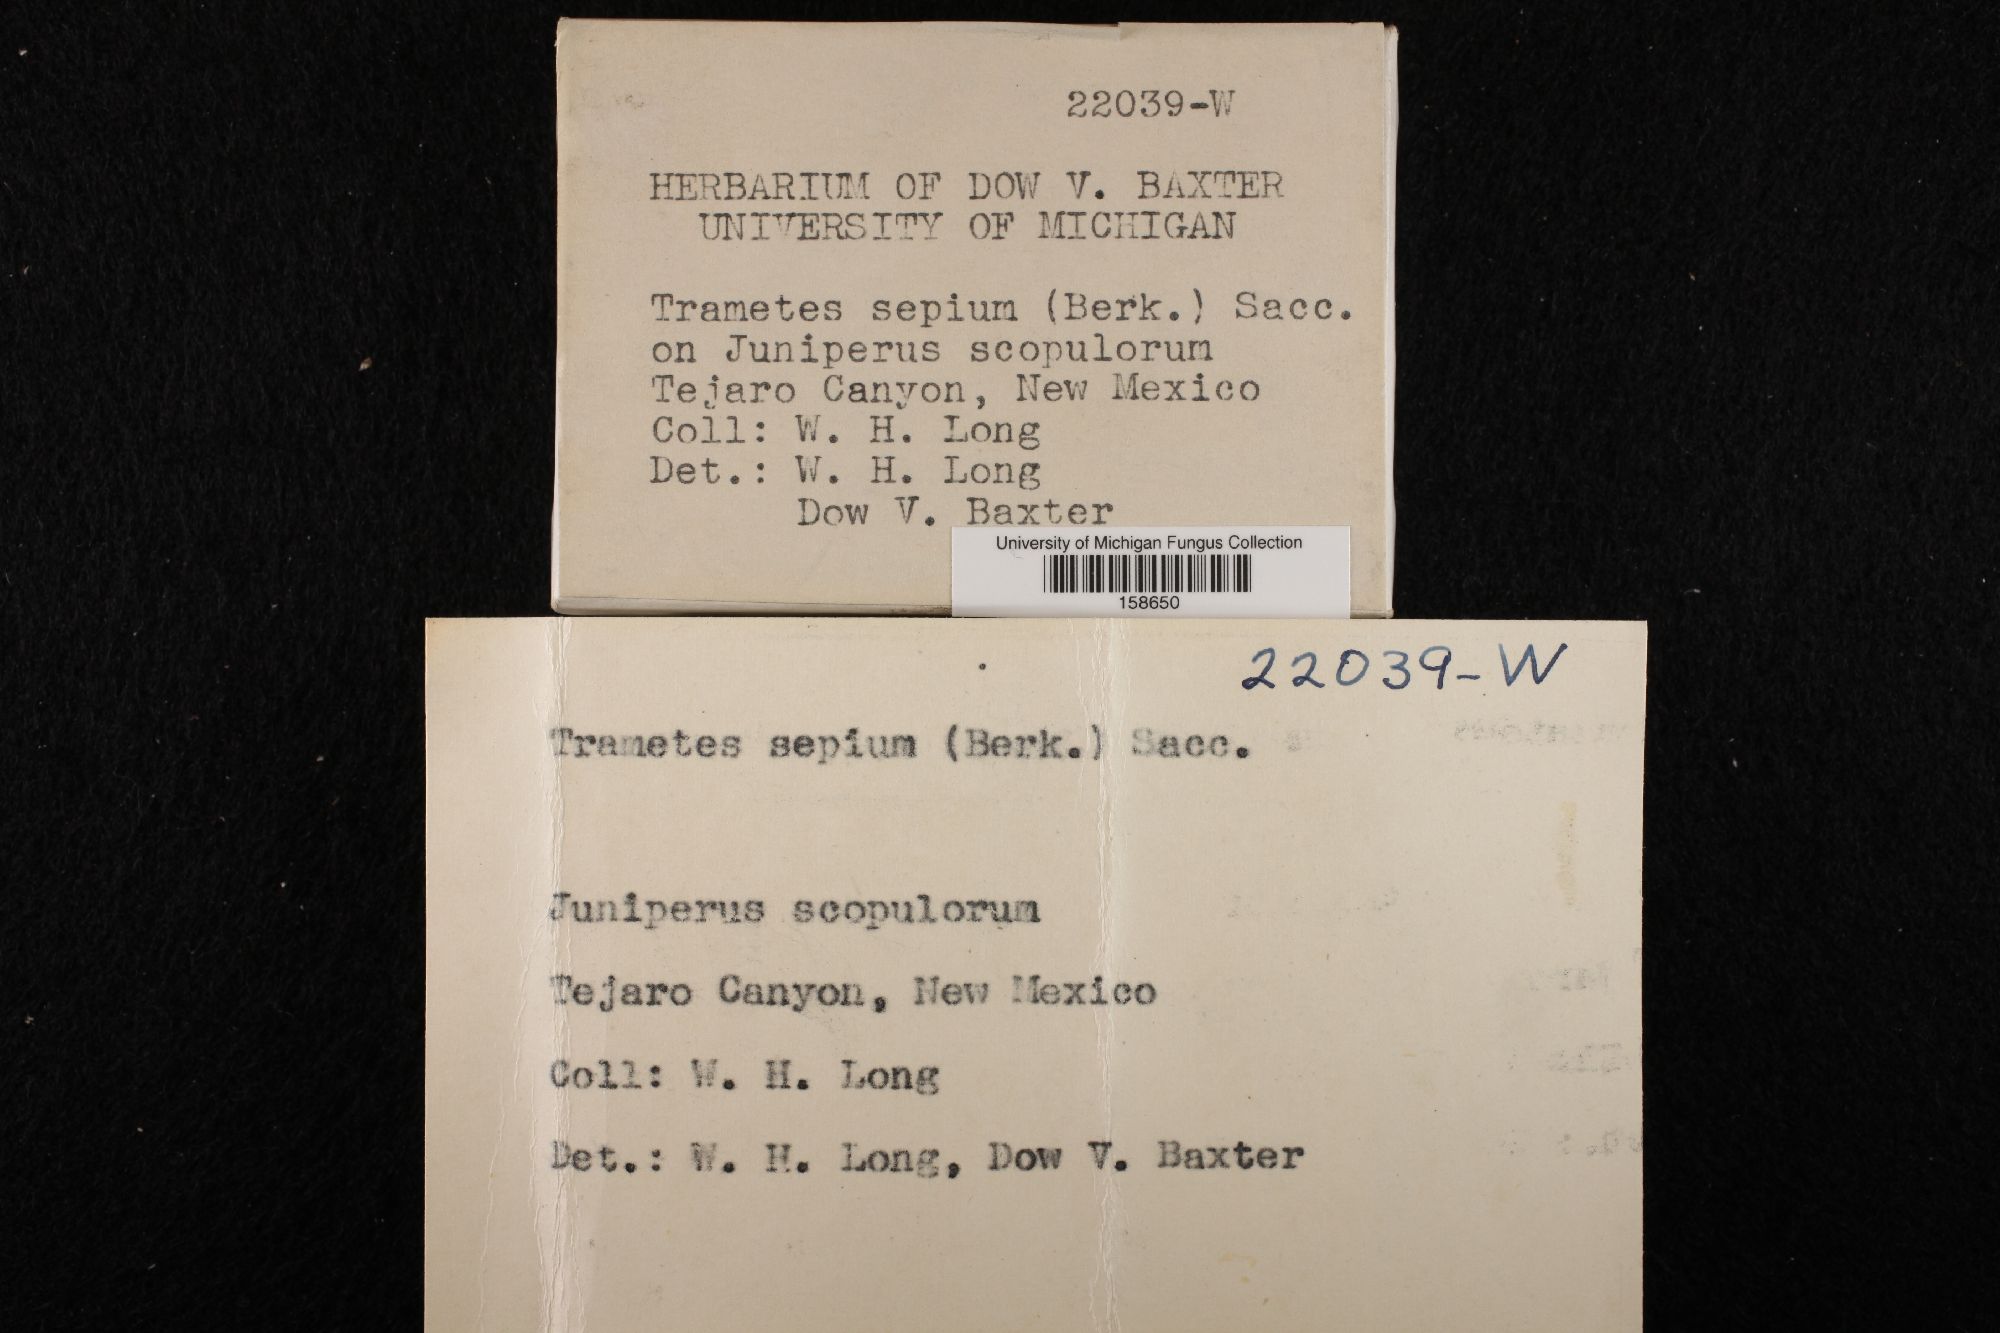 22039-W
HERBARIUM OF DOW V. BAXTER
UNIVERSITY OF MICHIGAN
Trametes sepium (Berk.) Sacc.
on Juniperus scopulorum
Tejaro Canyon, New Mexico
Coll: W. H. Long
Det.: W. H. Long
Dow V. Baxter
University of Michigan Fungus Collection
158650
22039-W
Trametes sepium (Berk.) Sacc.
Juniperus scopulorum
Tejaro Canyon, New Mexico
Coll: W. H. Long
Det.: W. H. Long, Dow V. Baxter